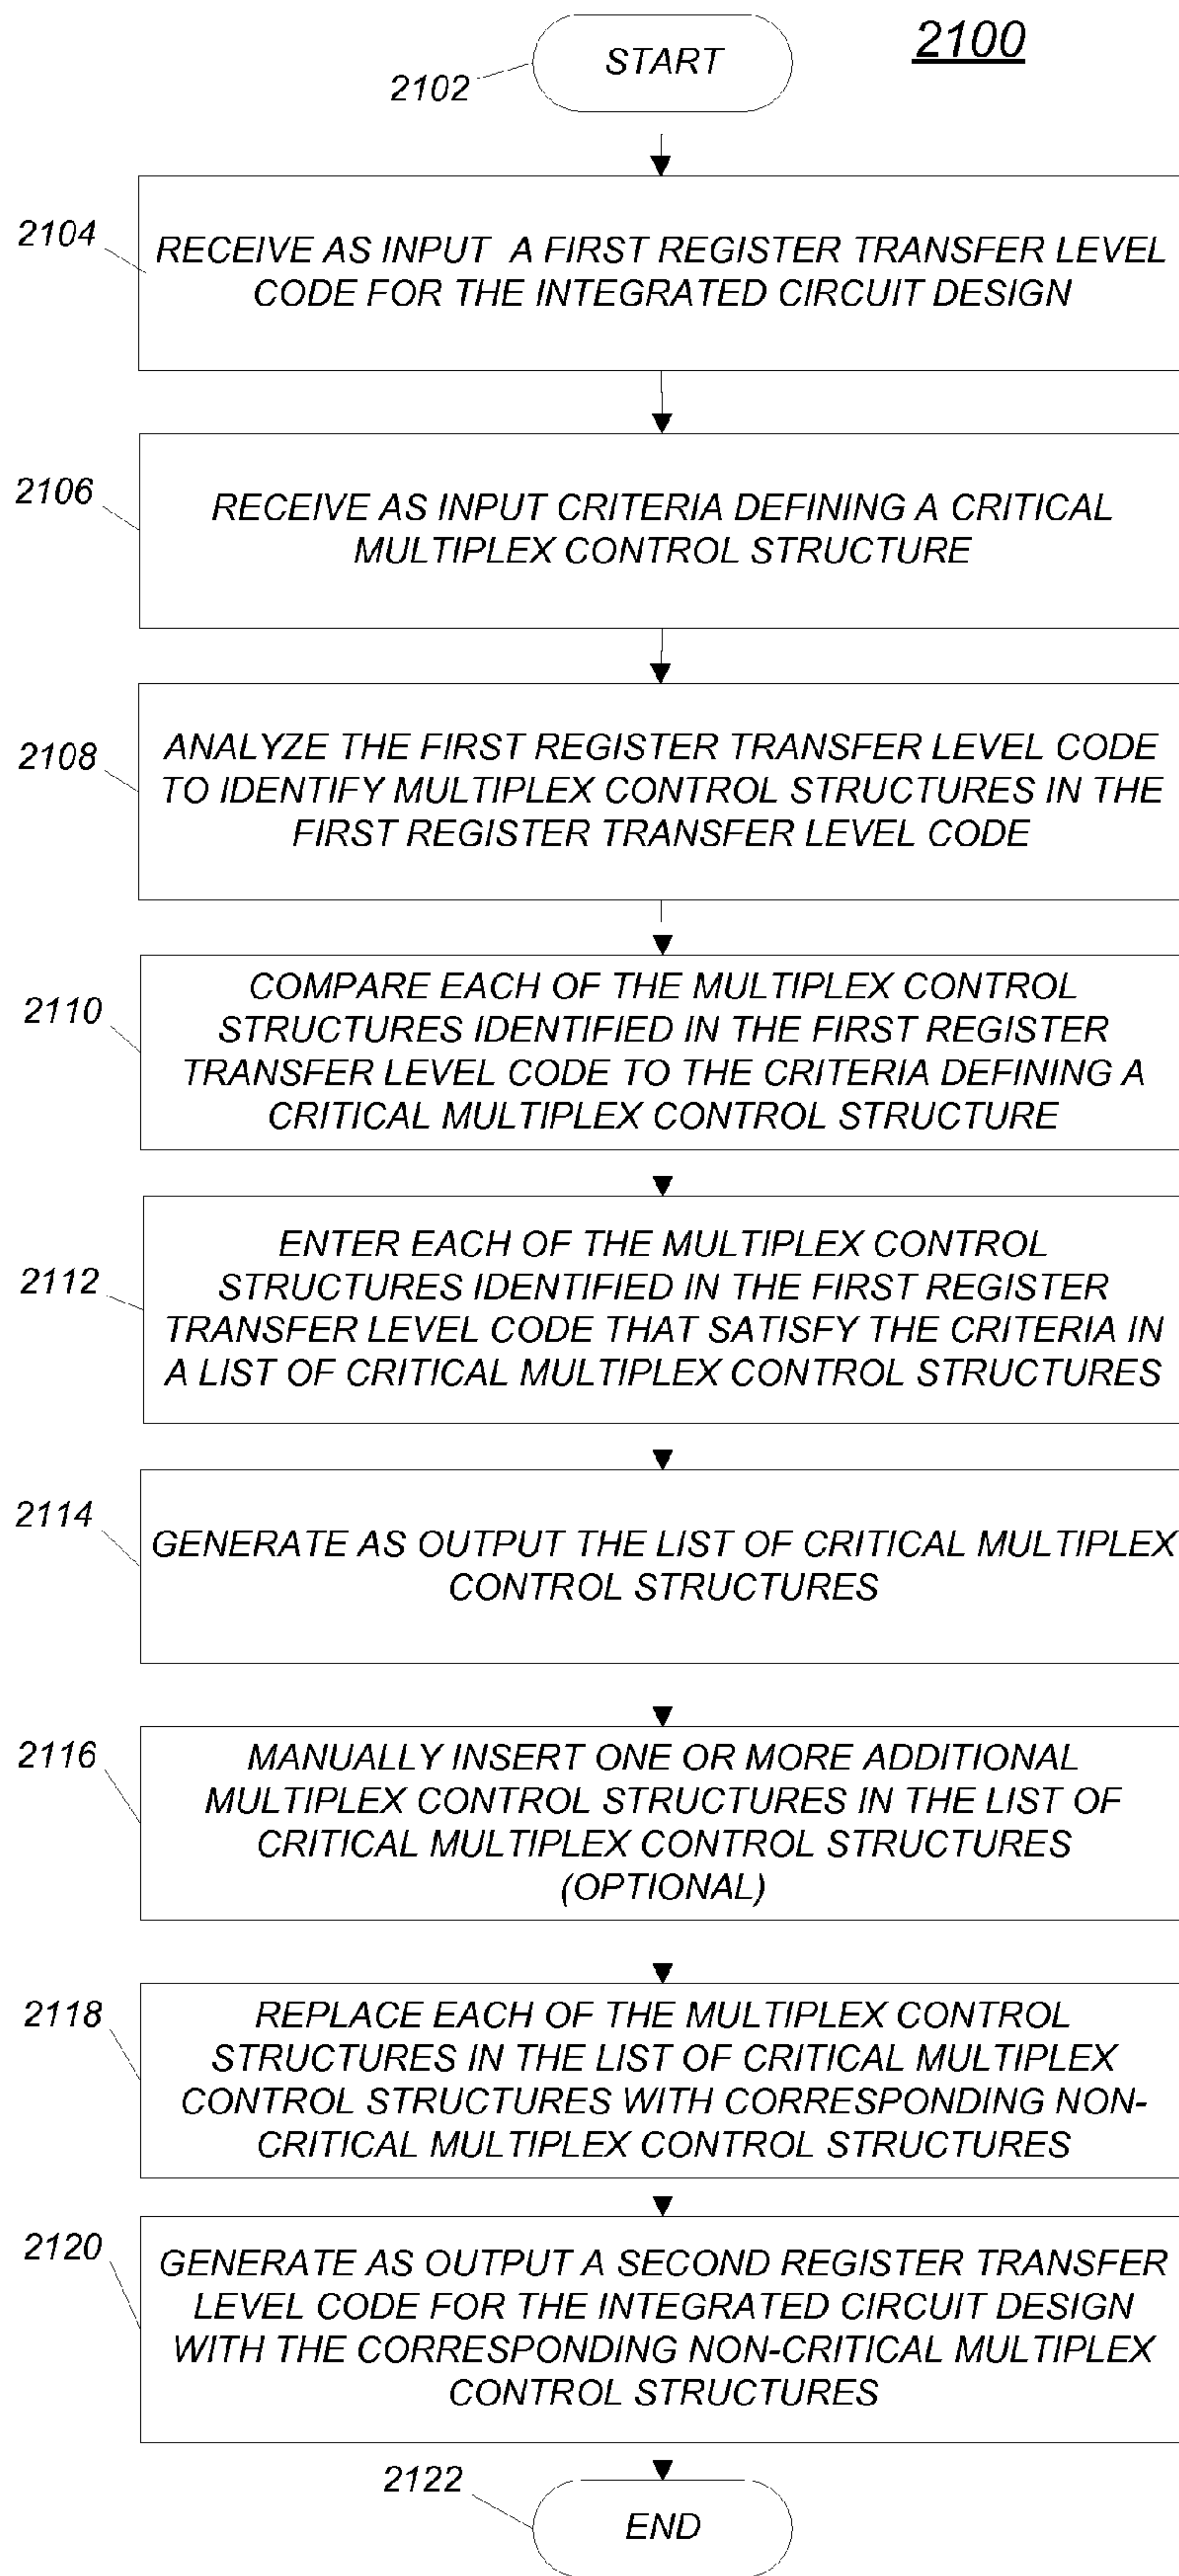 2100
START
2102
2104
RECEIVE AS INPUT A FIRST REGISTER TRANSFER LEVEL
CODE FOR THE INTEGRATED CIRCUIT DESIGN
2106
RECEIVE AS INPUT CRITERIA DEFINING A CRITICAL
MULTIPLEX CONTROL STRUCTURE
2108
ANALYZE THE FIRST REGISTER TRANSFER LEVEL CODE
TO IDENTIFY MULTIPLEX CONTROL STRUCTURES IN THE
FIRST REGISTER TRANSFER LEVEL CODE
2110
COMPARE EACH OF THE MULTIPLEX CONTROL
STRUCTURES IDENTIFIED IN THE FIRST REGISTER
TRANSFER LEVEL CODE TO THE CRITERIA DEFINING A
CRITICAL MULTIPLEX CONTROL STRUCTURE
2112
ENTER EACH OF THE MULTIPLEX CONTROL
STRUCTURES IDENTIFIED IN THE FIRST REGISTER
TRANSFER LEVEL CODE THAT SATISFY THE CRITERIA IN
A LIST OF CRITICAL MULTIPLEX CONTROL STRUCTURES
2114
GENERATE AS OUTPUT THE LIST OF CRITICAL MULTIPLEX
CONTROL STRUCTURES
2116
MANUALLY INSERT ONE OR MORE ADDITIONAL
MULTIPLEX CONTROL STRUCTURES IN THE LIST OF
CRITICAL MULTIPLEX CONTROL STRUCTURES
(OPTIONAL)
2118
REPLACE EACH OF THE MULTIPLEX CONTROL
STRUCTURES IN THE LIST OF CRITICAL MULTIPLEX
CONTROL STRUCTURES WITH CORRESPONDING NON-
CRITICAL MULTIPLEX CONTROL STRUCTURES
2120
GENERATE AS OUTPUT A SECOND REGISTER TRANSFER
LEVEL CODE FOR THE INTEGRATED CIRCUIT DESIGN
WITH THE CORRESPONDING NON-CRITICAL MULTIPLEX
CONTROL STRUCTURES
2122
END